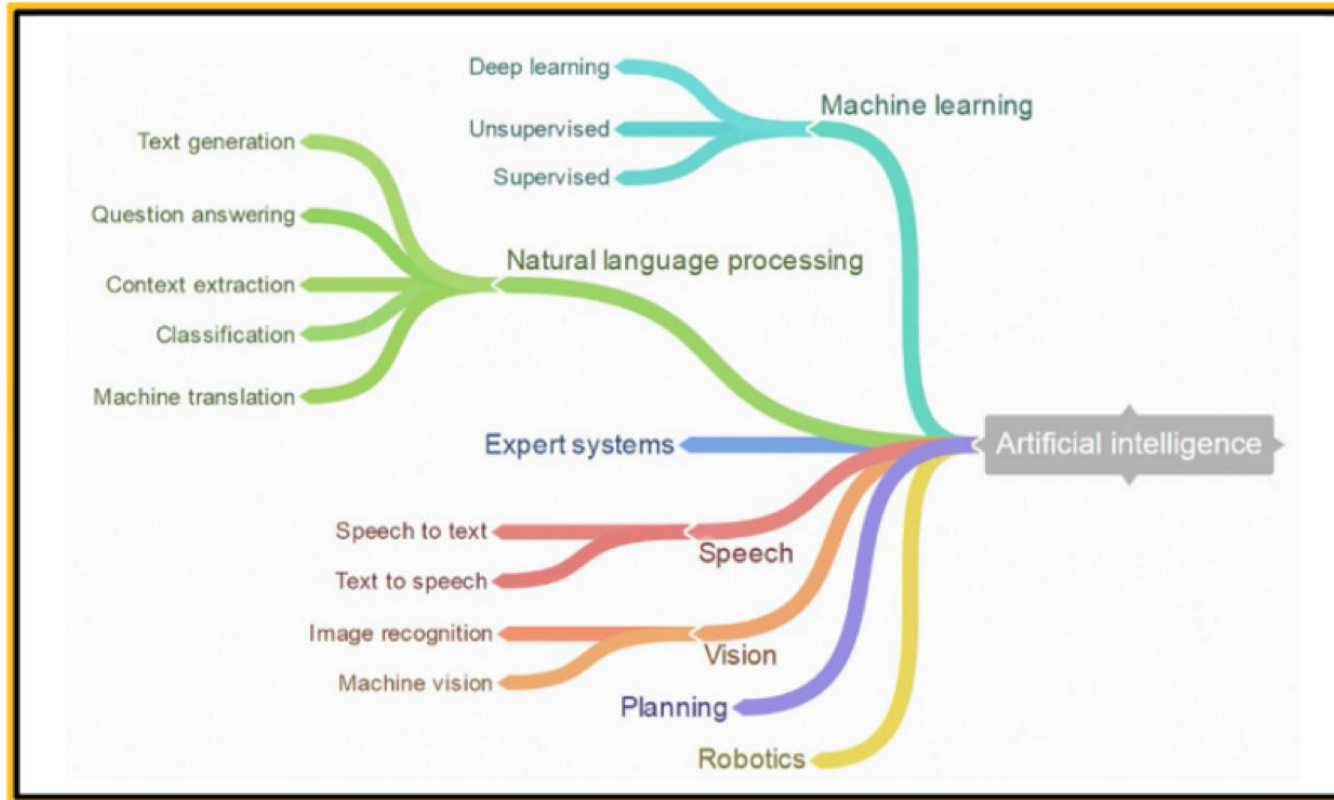 Deep learning
Machine learning
Unsupervised
Supervised
Text generation
Question answering
Natural language processing
Context extraction
Classification
Machine translation
Artificial intelligence
Expert systems
Speech to text
Speech
Text to speech
Image recognition
Vision
Machine vision
Planning
Robotics